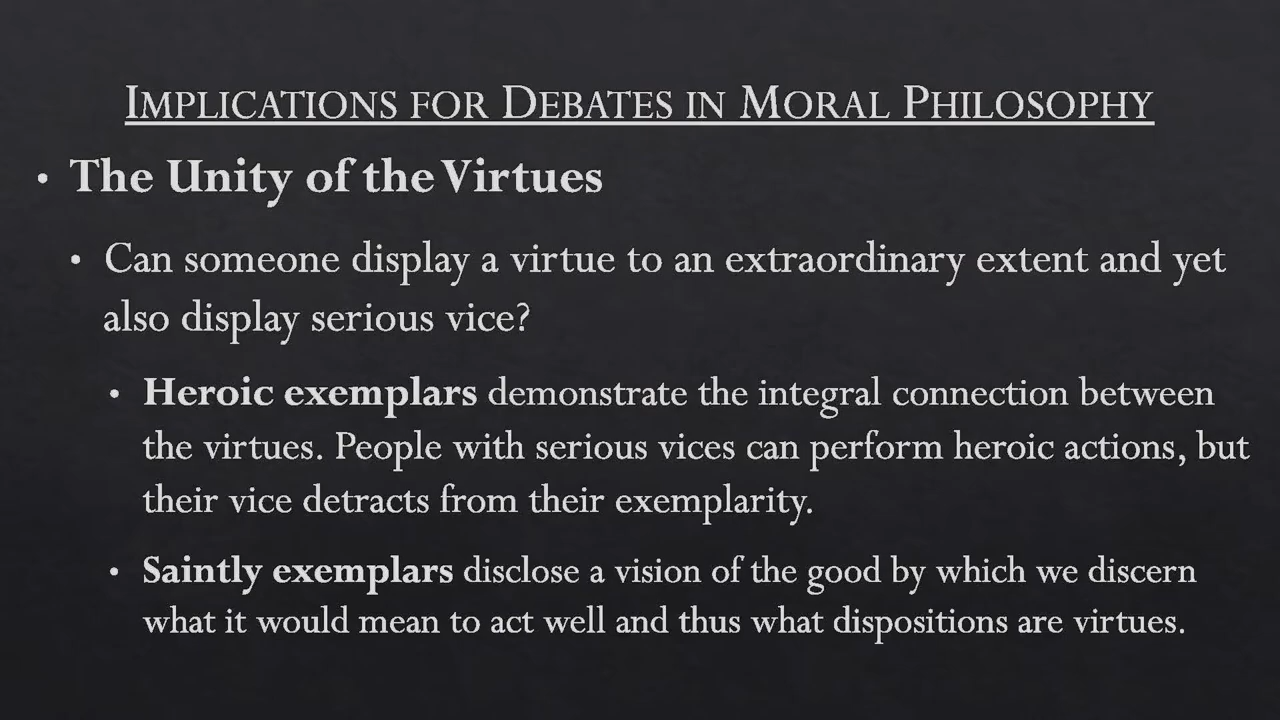 IMPLICATIONS FOR DEBATES IN MORAL PHILOSOPHY
• The Unity of the Virtues
• Can someone display a virtue to an extraordinary extent and yet
also display serious vice?
• Heroic exemplars demonstrate the integral connection between
the virtues. People with serious vices can perform heroic actions, but
their vice detracts from their exemplarity.
• Saintly exemplars disclose a vision of the good by which we discern
what it would mean to act well and thus what dispositions are virtues.